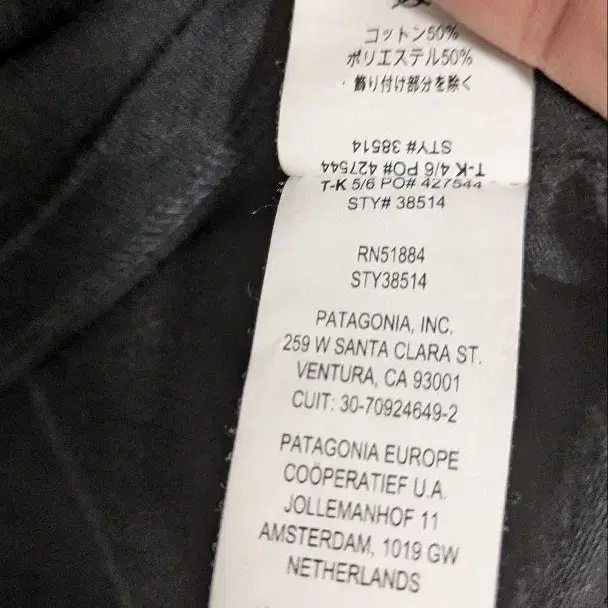 コットン50%
ポリエステル50%
・飾り付け部分を除く
STY# 38514
T-K 4/6 PO# 427544
T-K 5/6 PO# 427544
STY# 38514
RN51884
STY38514
PATAGONIA, INC.
259 W SANTA CLARA ST.
VENTURA, CA 93001
CUIT: 30-70924649-2
PATAGONIA EUROPE
COÖPERATIEF U.A.
JOLLEMANHOF 11
AMSTERDAM, 1019 GW
NETHERLANDS